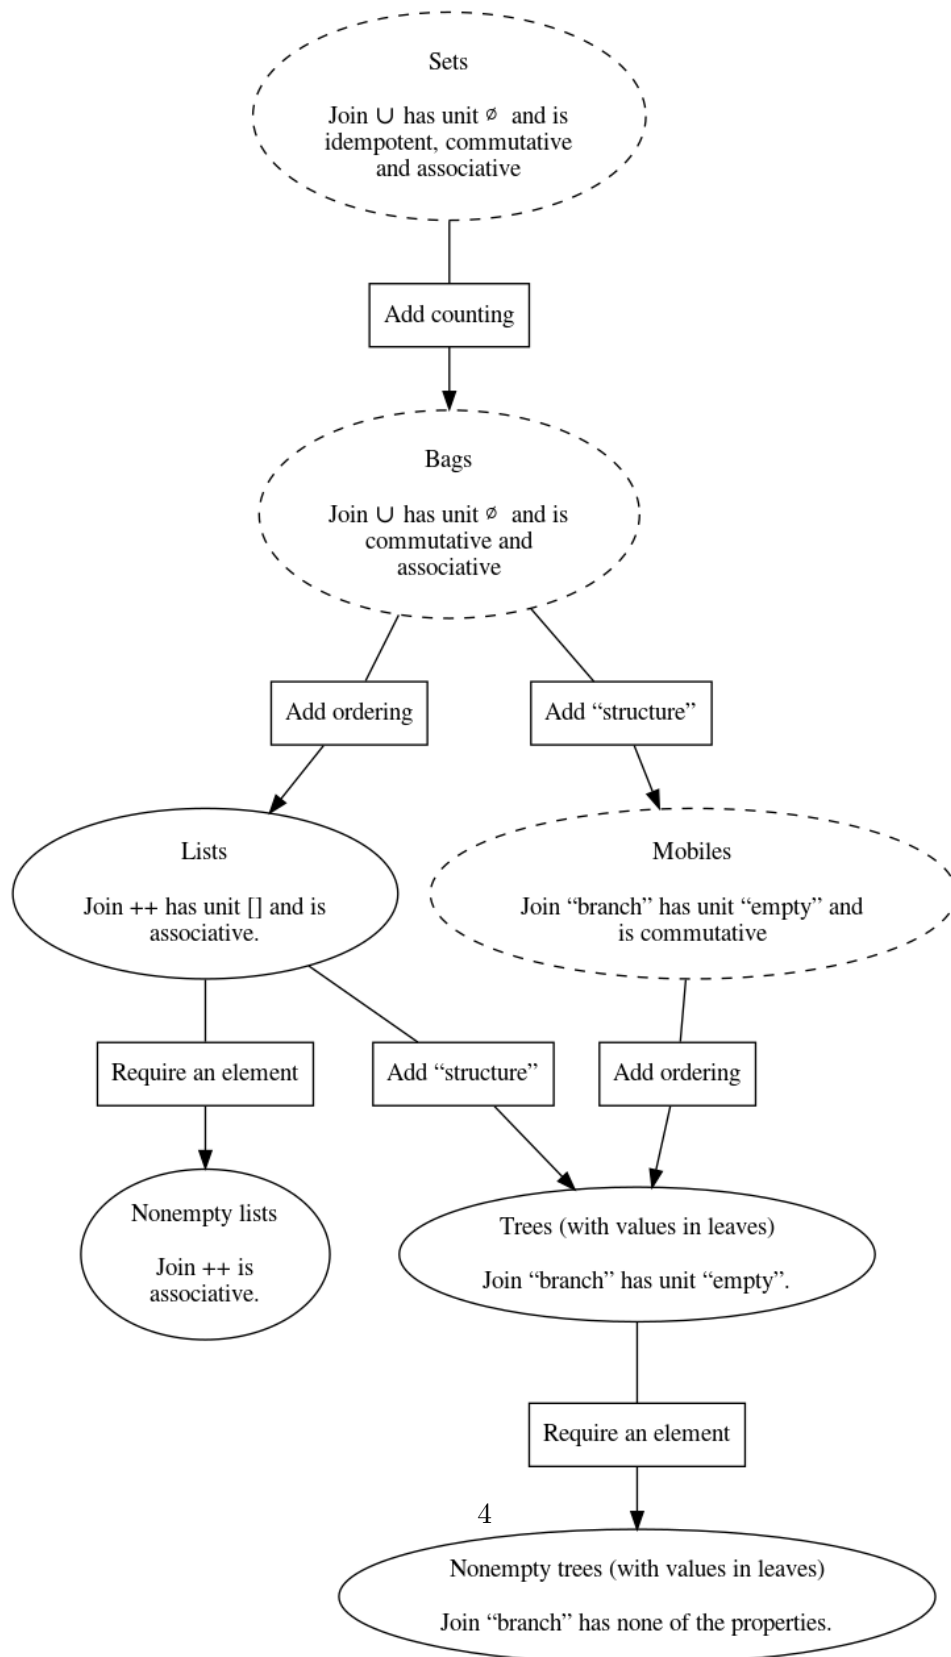 Sets
Join ∪ has unit ∅ and is
idempotent, commutative
and associative
Add counting
Bags
Join ∪ has unit ∅ and is
commutative and
associative
Add ordering
Add “structure”
Lists
Join ++ has unit [] and is
associative.
Mobiles
Join “branch” has unit “empty” and
is commutative
Require an element
Add “structure”
Add ordering
Nonempty lists
Join ++ is
associative.
Trees (with values in leaves)
Join “branch” has unit “empty”.
Require an element
4
Nonempty trees (with values in leaves)
Join “branch” has none of the properties.